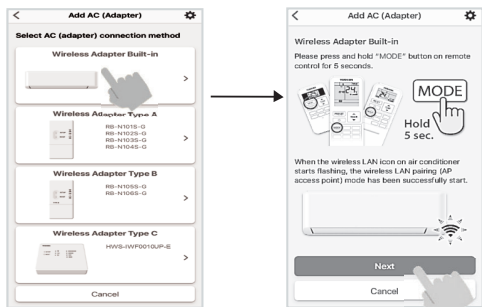 Add AC (Adapter)
Select AC (adapter) connection method
Wireless Adapter Built-in
Wireless Adapter Type A
RB-N101S-G
RB-N102S-G
RB-N103S-G
RB-N104S-G
Wireless Adapter Type B
RB-N105S-G
RB-N106S-G
Wireless Adapter Type C
HWS-IWF0010UP-E
Cancel
Add AC (Adapter)
Wireless Adapter Built-in
Please press and hold "MODE" button on remote
control for 5 seconds.
MODE
Hold
5 sec.
When the wireless LAN icon on air conditioner
starts flashing, the wireless LAN pairing (AP
access point) mode has been successfully start.
Next
Cancel